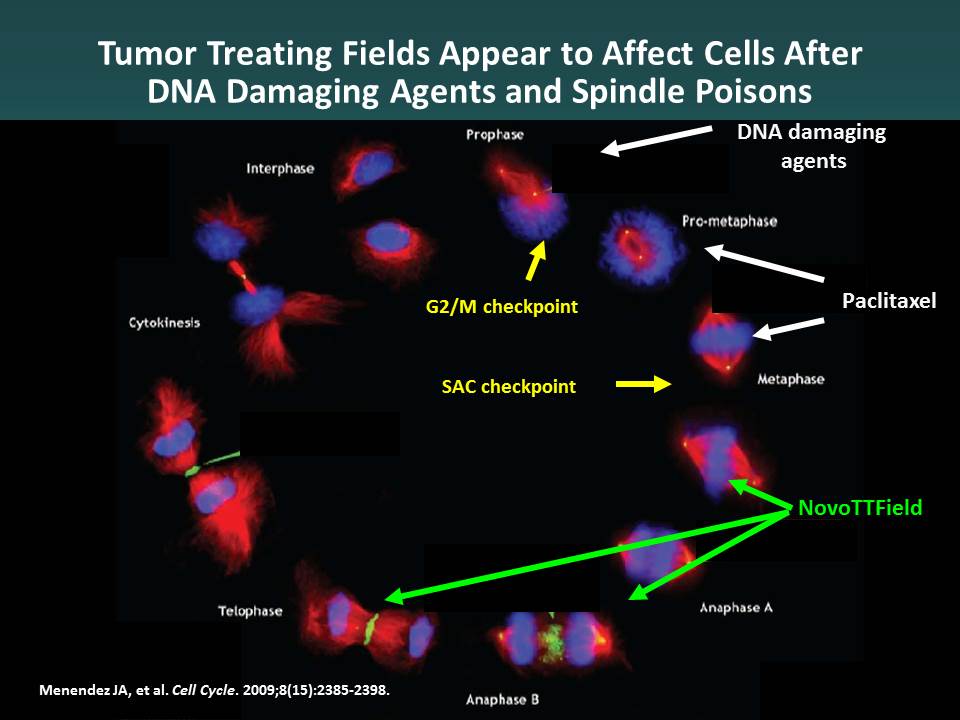 Tumor Treating Fields Appear to Affect Cells After
DNA Damaging Agents and Spindle Poisons
Prophase
DNA damaging
agents
Interphase
Pro-metaphase
G2/M checkpoint
Paclitaxel
Cytokinesis
SAC checkpoint
Metaphase
NovoTTField
Telophase
Anaphase A
Menendez JA, et al. Cell Cycle. 2009;8(15):2385-2398.
Anaphase B